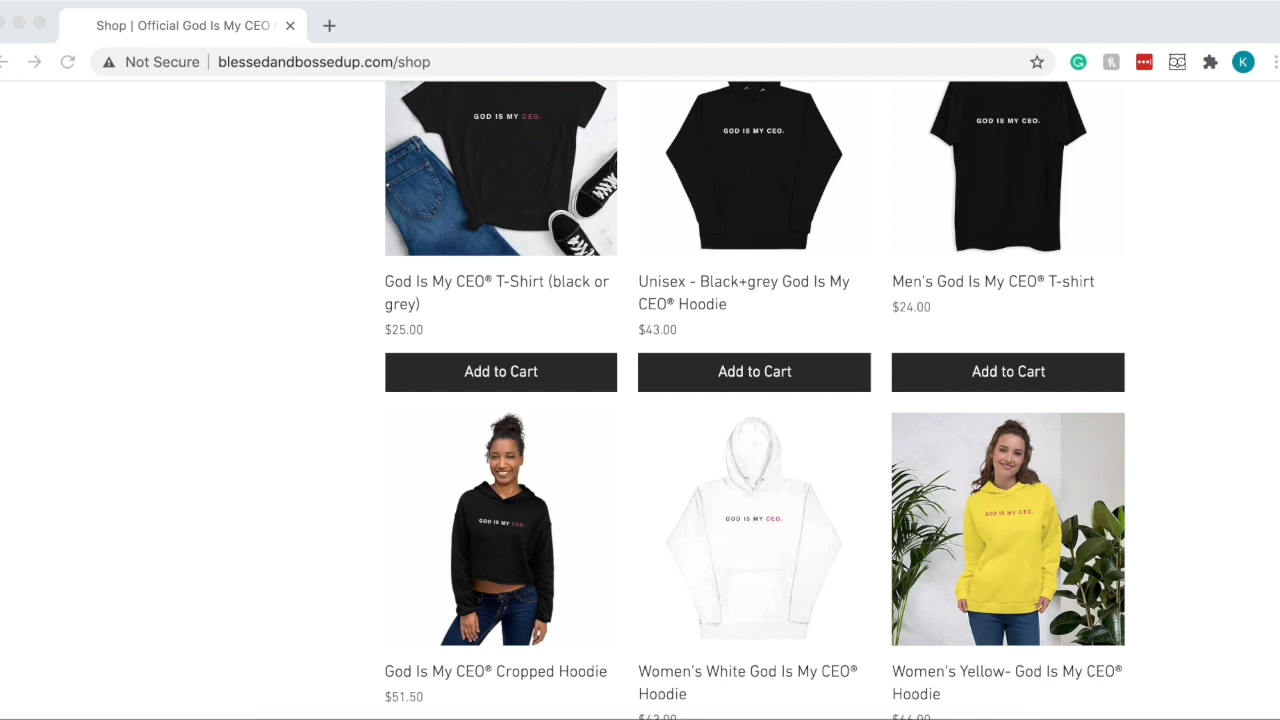 Shop | Official God Is My CEO
Not Secure | blessedandbossedup.com/shop
K
GOD IS MY CEO.
GOD IS MY CEO.
GOD IS MY CEO.
God Is My CEO® T-Shirt (black or
grey)
$25.00
Unisex - Black+grey God Is My
CEO® Hoodie
$43.00
Men's God Is My CEO® T-shirt
$24.00
Add to Cart
Add to Cart
Add to Cart
GOD IS MY CEO.
GOD IS MY CEO.
GOD IS MY CEO.
God Is My CEO® Cropped Hoodie
$51.50
Women's White God Is My CEO®
Hoodie
Women's Yellow- God Is My CEO®
Hoodie